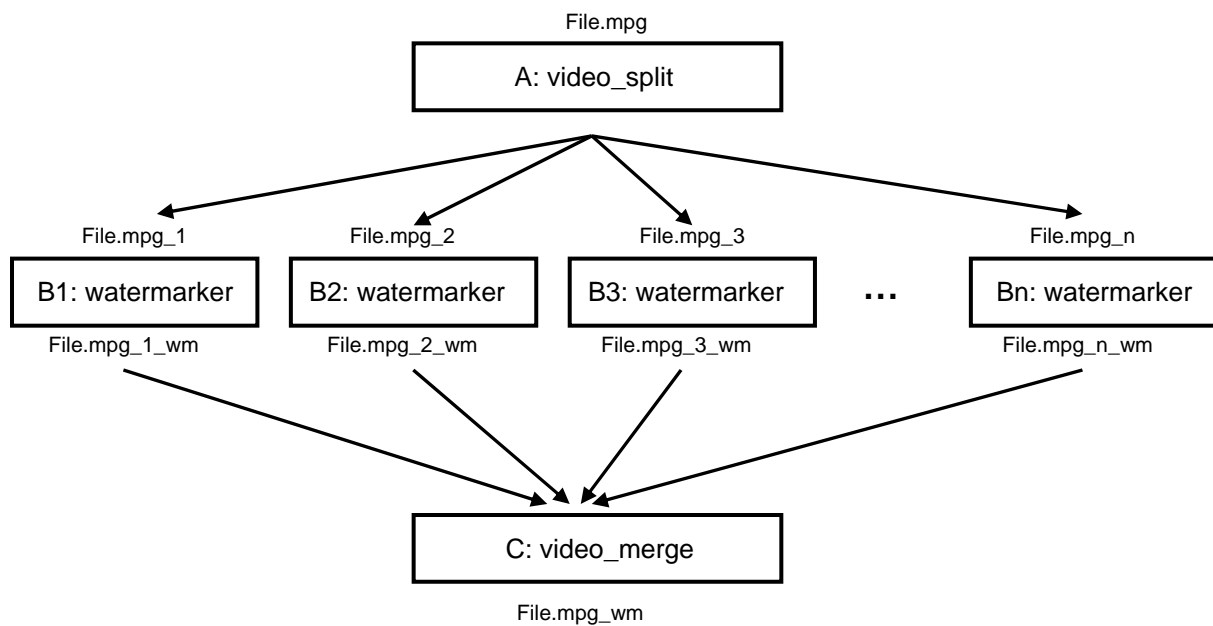 File.mpg
A: video_split
File.mpg_1
File.mpg_2
File.mpg_3
File.mpg_n
B1: watermarker
B2: watermarker
B3: watermarker
...
Bn: watermarker
File.mpg_1_wm
File.mpg_2_wm
File.mpg_3_wm
File.mpg_n_wm
C: video_merge
File.mpg_wm